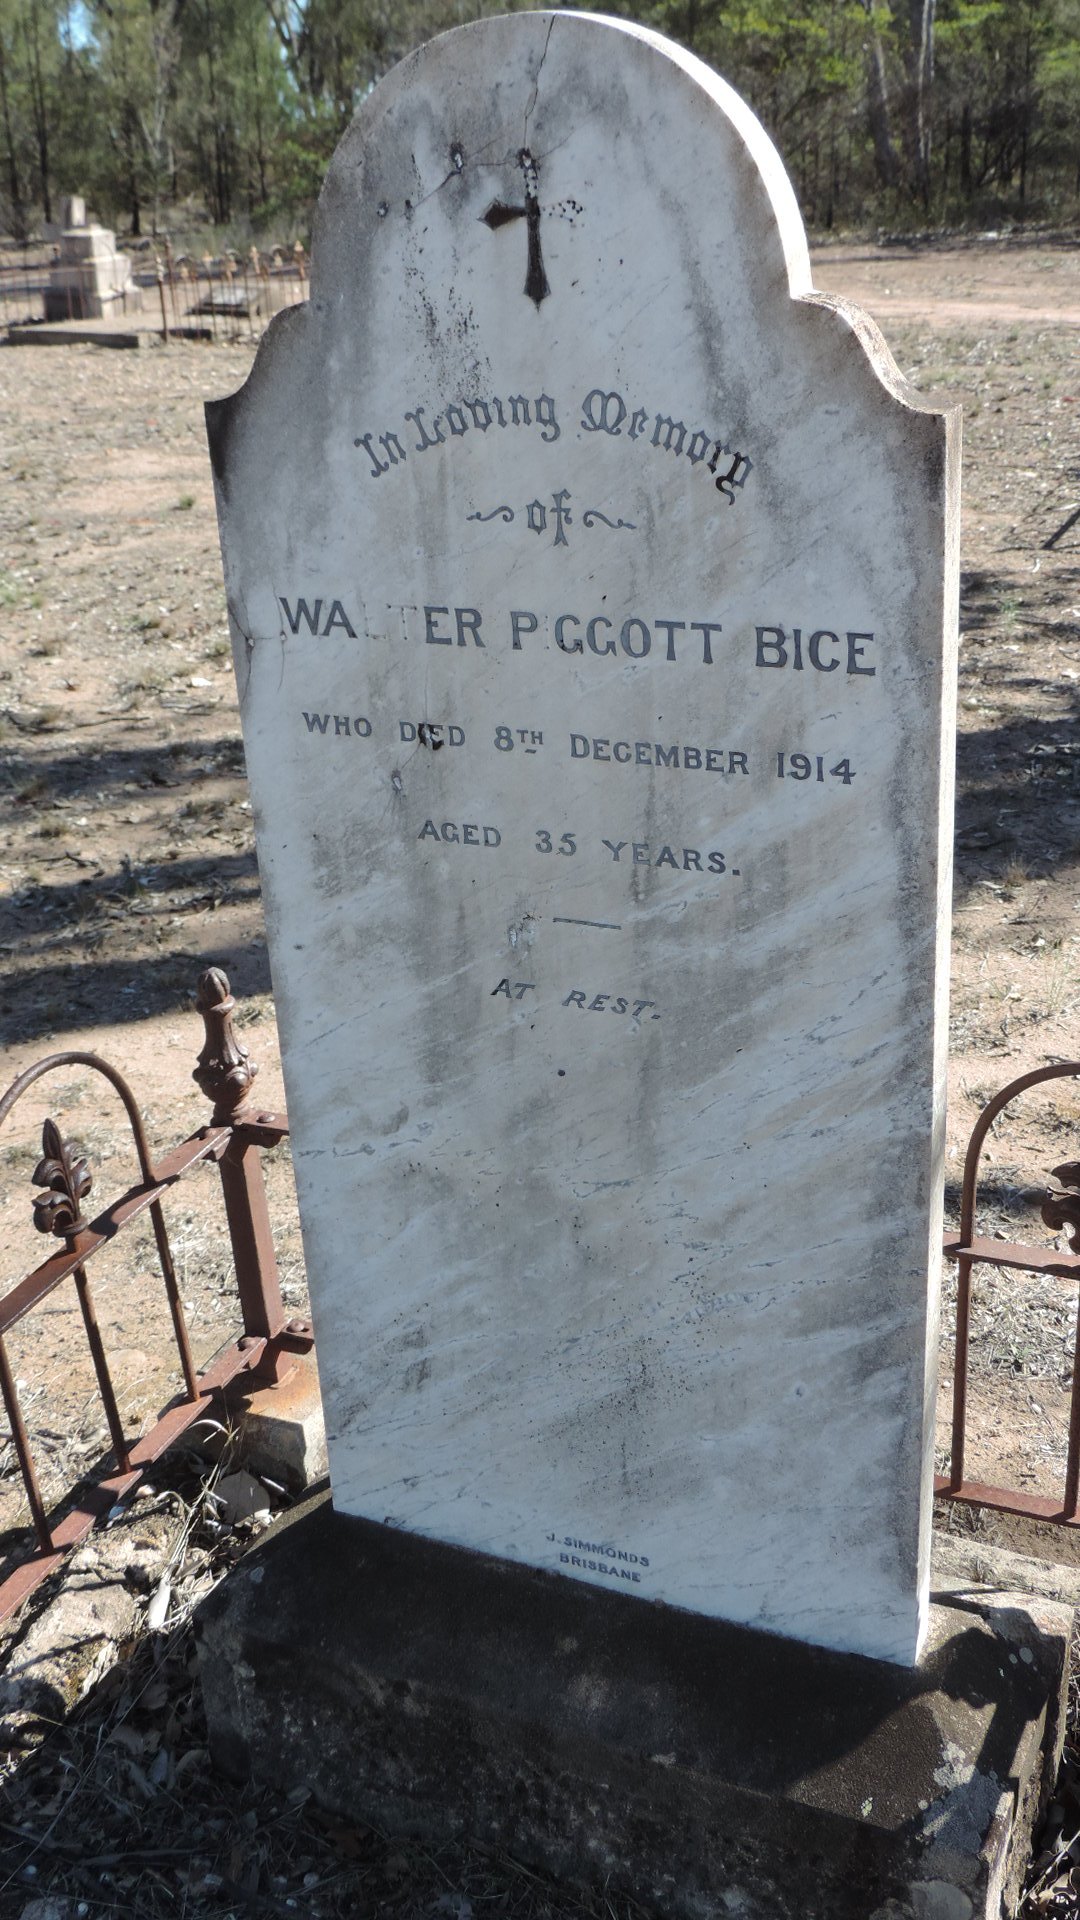 In Loving Memory
of
WALTER PIGGOTT BICE
WHO DIED 8TH DECEMBER 1914
AGED 35 YEARS.
AT REST.
J. SIMMONDS
BRISBANE